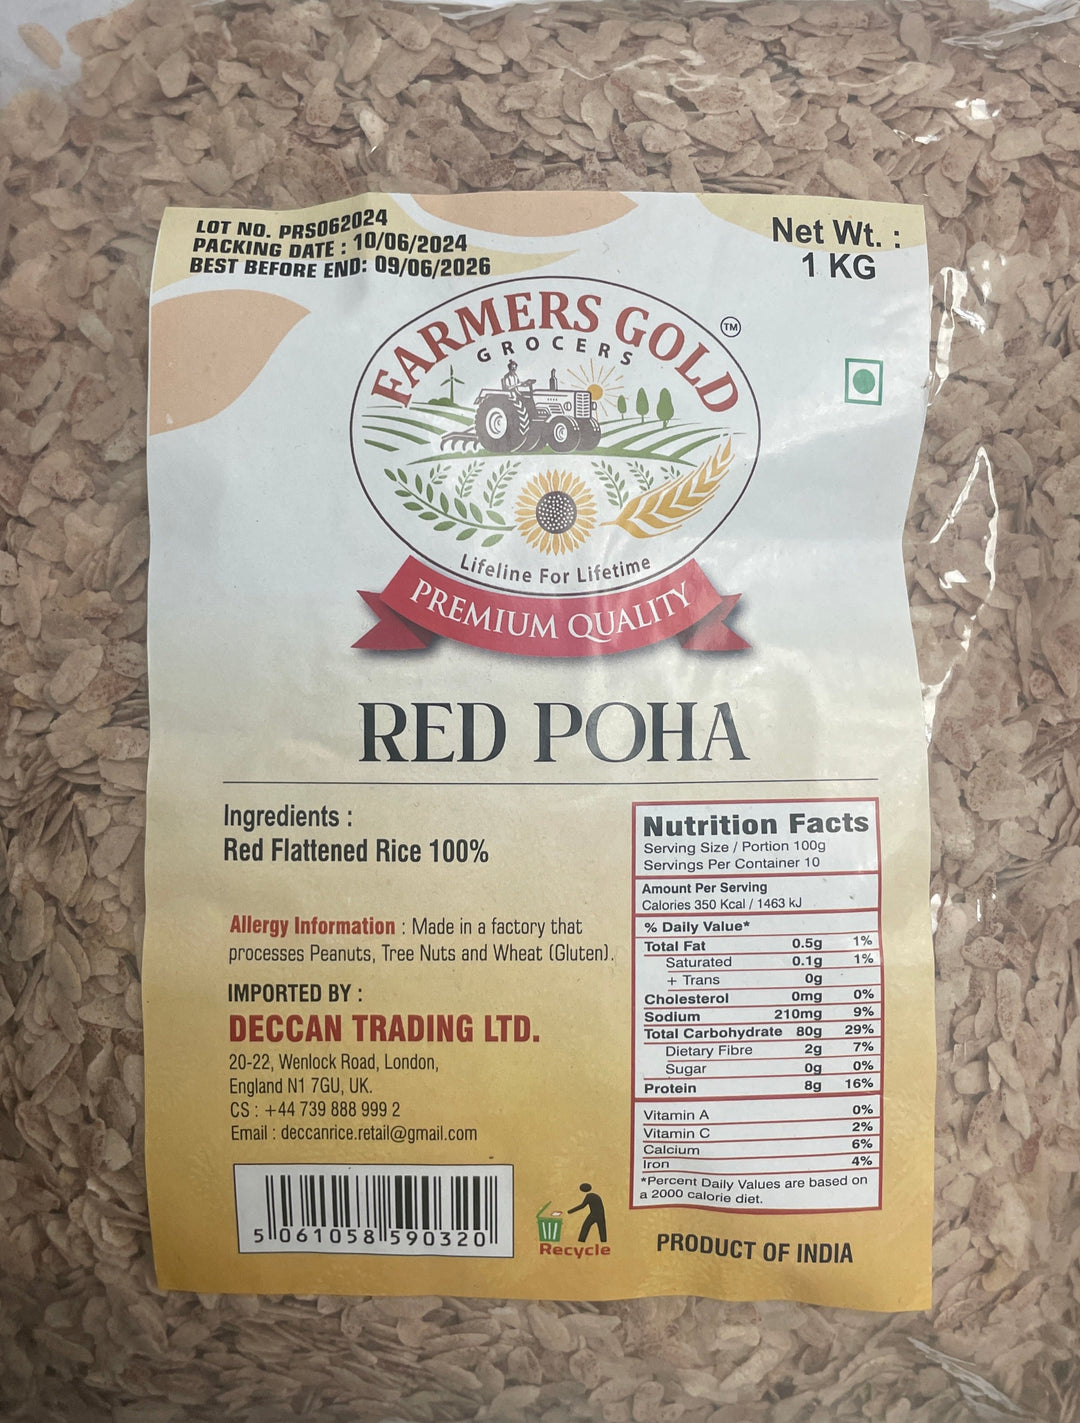 LOT NO. PRS062024
PACKING DATE : 10/06/2024
BEST BEFORE END: 09/06/2026
Net Wt. :
1 KG
FARMERS GOLD
TM
GROCERS
Lifeline For Lifetime
PREMIUM QUALITY
RED POHA
Ingredients :
Red Flattened Rice 100%
Allergy Information : Made in a factory that
processes Peanuts, Tree Nuts and Wheat (Gluten).
IMPORTED BY :
DECCAN TRADING LTD.
20-22, Wenlock Road, London,
England N1 7GU, UK.
CS : +44 739 888 999 2
Email : deccanrice.retail@gmail.com
5 061058 590320
Recycle
Nutrition Facts
Serving Size / Portion 100g
Servings Per Container 10
Amount Per Serving
Calories 350 Kcal / 1463 kJ
% Daily Value*
Total Fat 0.5g 1%
Saturated 0.1g 1%
+ Trans 0g
Cholesterol 0mg 0%
Sodium 210mg 9%
Total Carbohydrate 80g 29%
Dietary Fibre 2g 7%
Sugar 0g 0%
Protein 8g 16%
Vitamin A 0%
Vitamin C 2%
Calcium 6%
Iron 4%
*Percent Daily Values are based on
a 2000 calorie diet.
PRODUCT OF INDIA